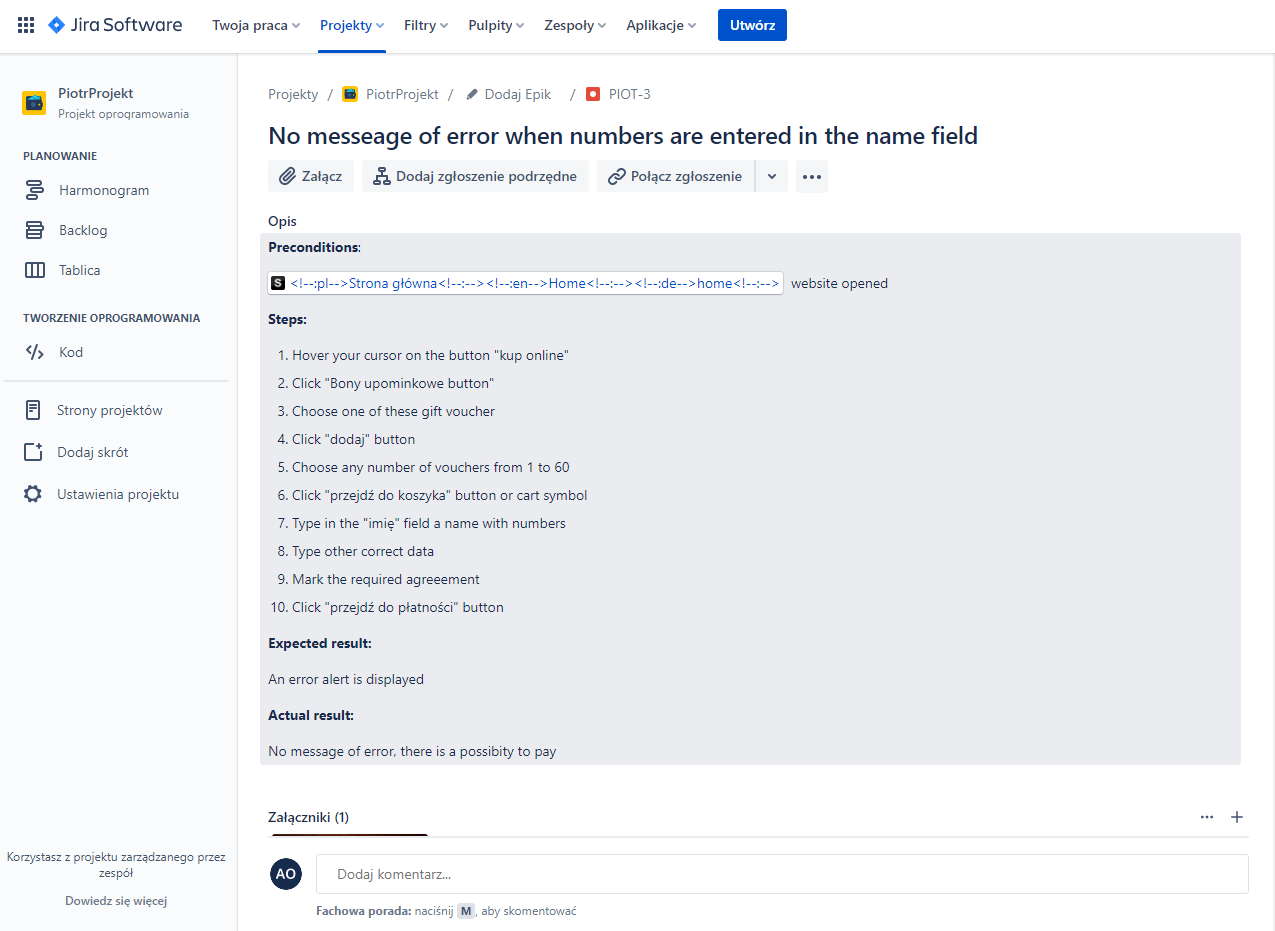 Jira Software
Twoja praca
Projekty
Filtry
Pulpity
Zespoły
Aplikacje
Utwórz
PiotrProjekt
Projekt oprogramowania
PLANOWANIE
Harmonogram
Backlog
Tablica
TWORZENIE OPROGRAMOWANIA
Kod
Strony projektów
Dodaj skrót
Ustawienia projektu
Korzystasz z projektu zarządzanego przez
zespół
Dowiedz się więcej
Projekty / PiotrProjekt / Dodaj Epik / PIOT-3
No messeage of error when numbers are entered in the name field
Załącz
Dodaj zgłoszenie podrzędne
Połącz zgłoszenie
Opis
Preconditions:
S <!--:pl-->Strona główna<!--:--><!--:en-->Home<!--:--><!--:de-->home<!--:--> website opened
Steps:
1. Hover your cursor on the button "kup online"
2. Click "Bony upominkowe button"
3. Choose one of these gift voucher
4. Click "dodaj" button
5. Choose any number of vouchers from 1 to 60
6. Click "przejdź do koszyka" button or cart symbol
7. Type in the "imię" field a name with numbers
8. Type other correct data
9. Mark the required agreeement
10. Click "przejdź do płatności" button
Expected result:
An error alert is displayed
Actual result:
No message of error, there is a possibity to pay
Załączniki (1)
AO
Dodaj komentarz...
Fachowa porada: naciśnij M, aby skomentować